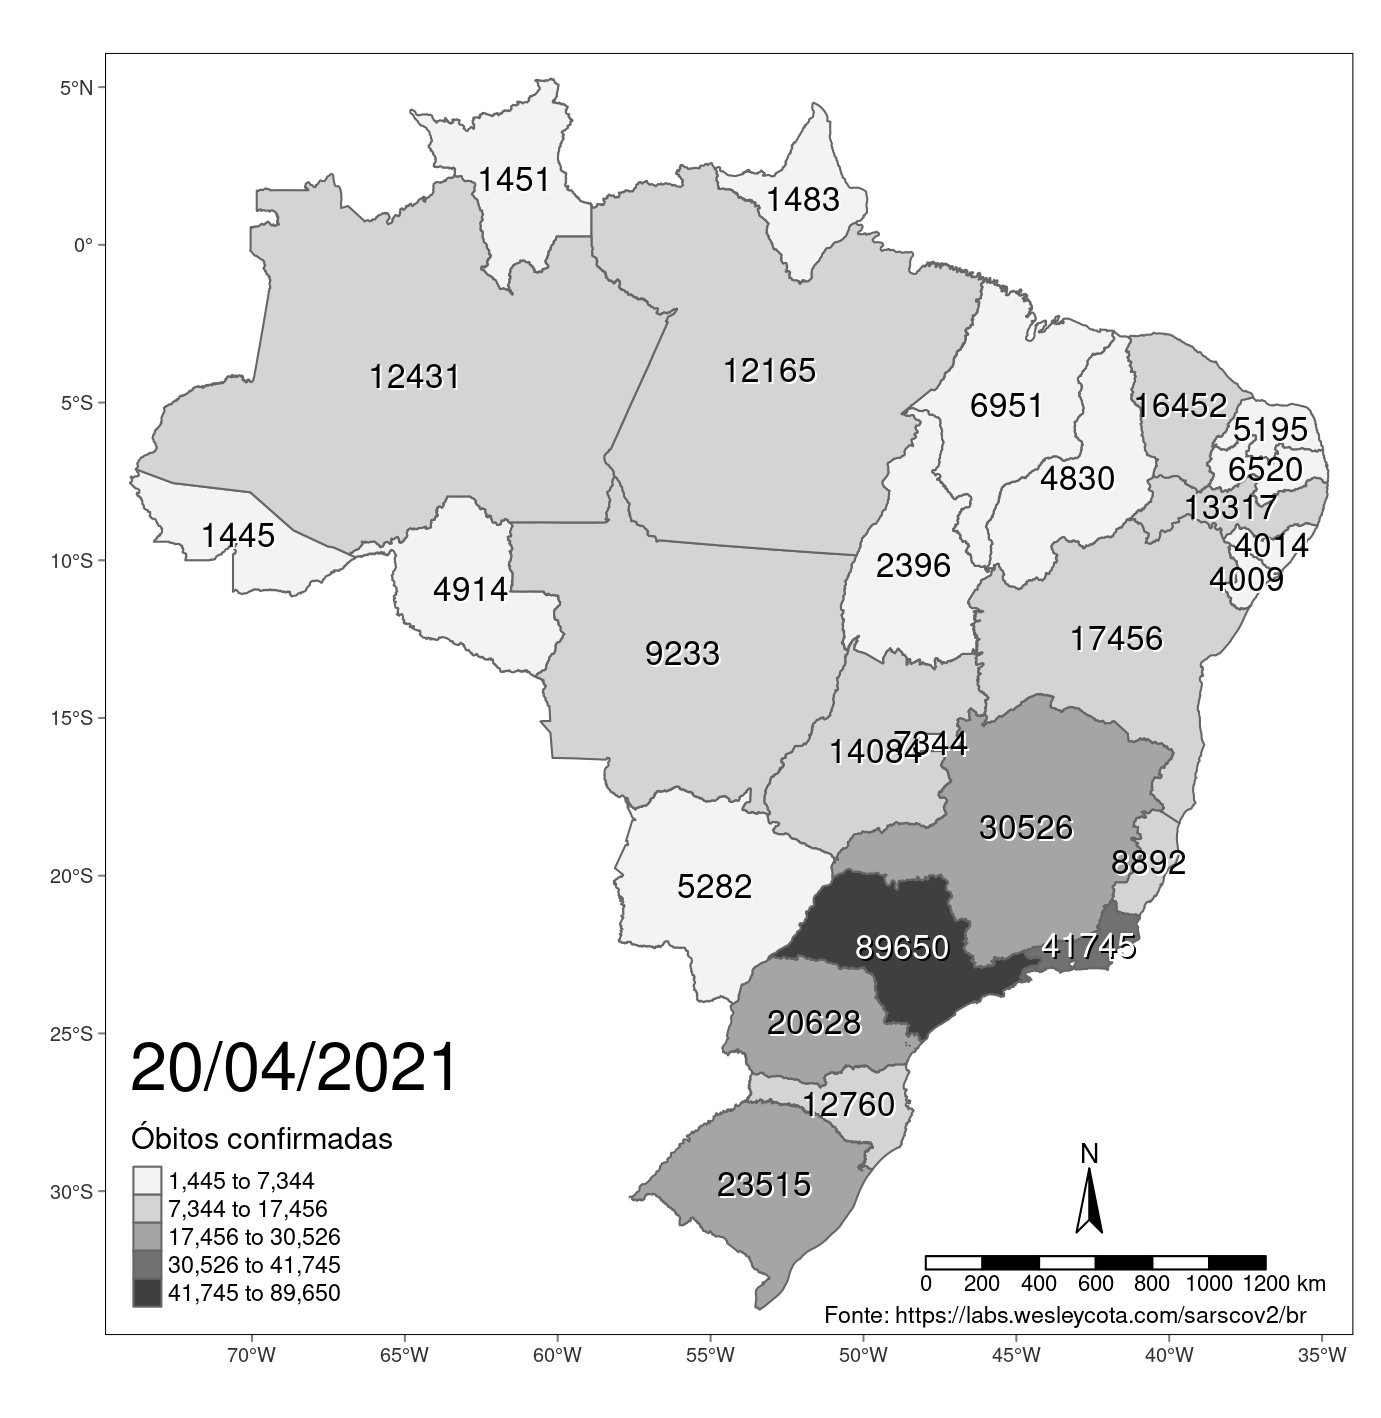 5°N
0°
5°S
10°S
15°S
20°S
25°S
30°S
1451
1483
12431
12165
6951
16452
5195
6520
4830
13317
1445
4014
4914
2396
4009
9233
17456
14084
7344
30526
8892
5282
89650
41745
20628
12760
23515
20/04/2021
Óbitos confirmadas
1,445 to 7,344
7,344 to 17,456
17,456 to 30,526
30,526 to 41,745
41,745 to 89,650
N
0 200 400 600 800 1000 1200 km
Fonte: https://labs.wesleycota.com/sarscov2/br
70°W 65°W 60°W 55°W 50°W 45°W 40°W 35°W